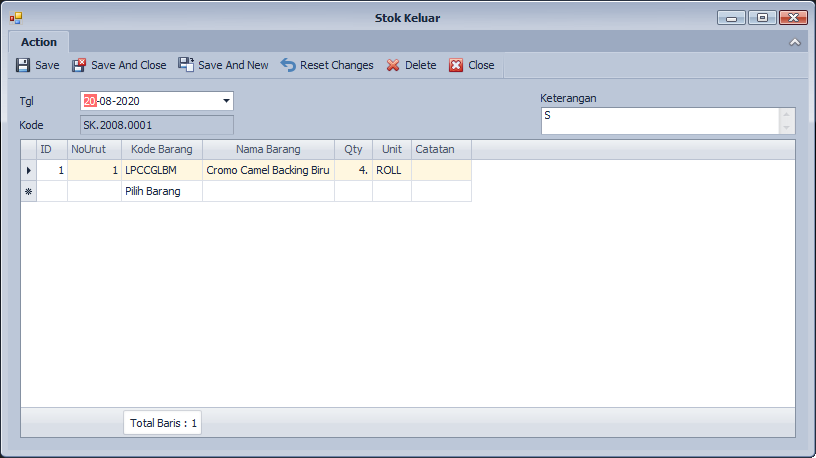 Stok Keluar
Action
Save Save And Close Save And New Reset Changes Delete Close
Tgl 20-08-2020
Keterangan
S
Kode SK.2008.0001
ID NoUrut Kode Barang Nama Barang Qty Unit Catatan
1 1 LPCCGLBM Cromo Camel Backing Biru 4. ROLL
Pilih Barang
Total Baris : 1